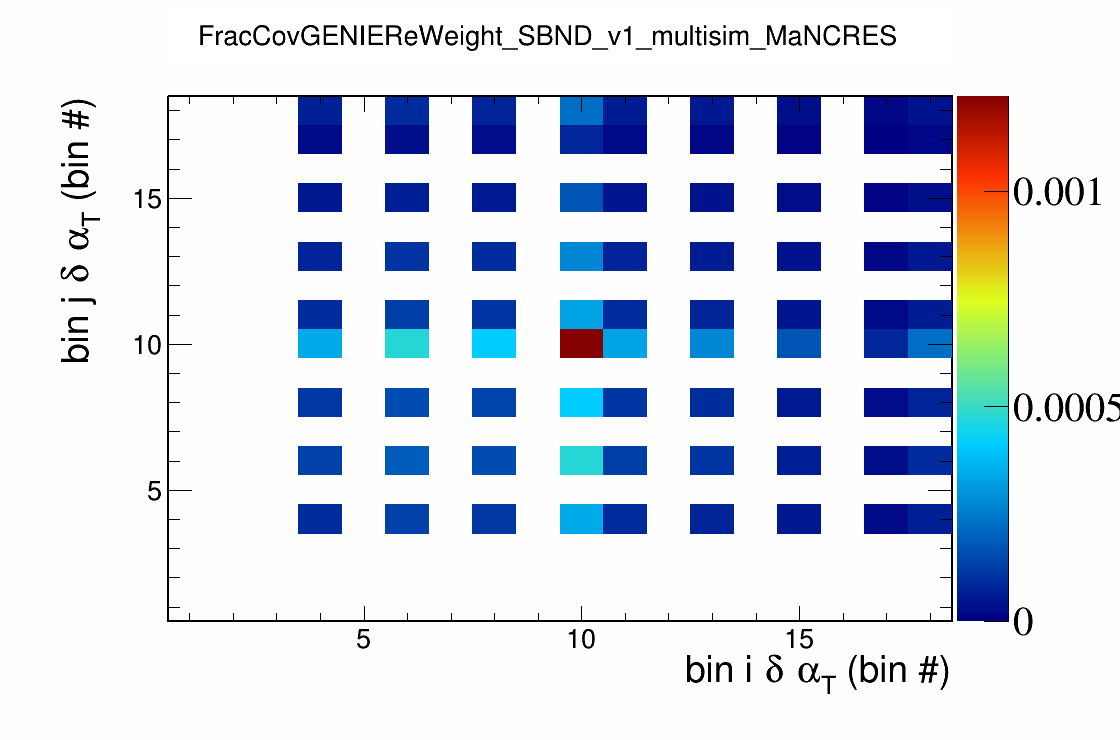 FracCovGENIEReWeight_SBND_v1_multisim_MaNCRES
bin j δ α_T (bin #)
15
10
5
5 10 15
bin i δ α_T (bin #)
0.001
0.0005
0